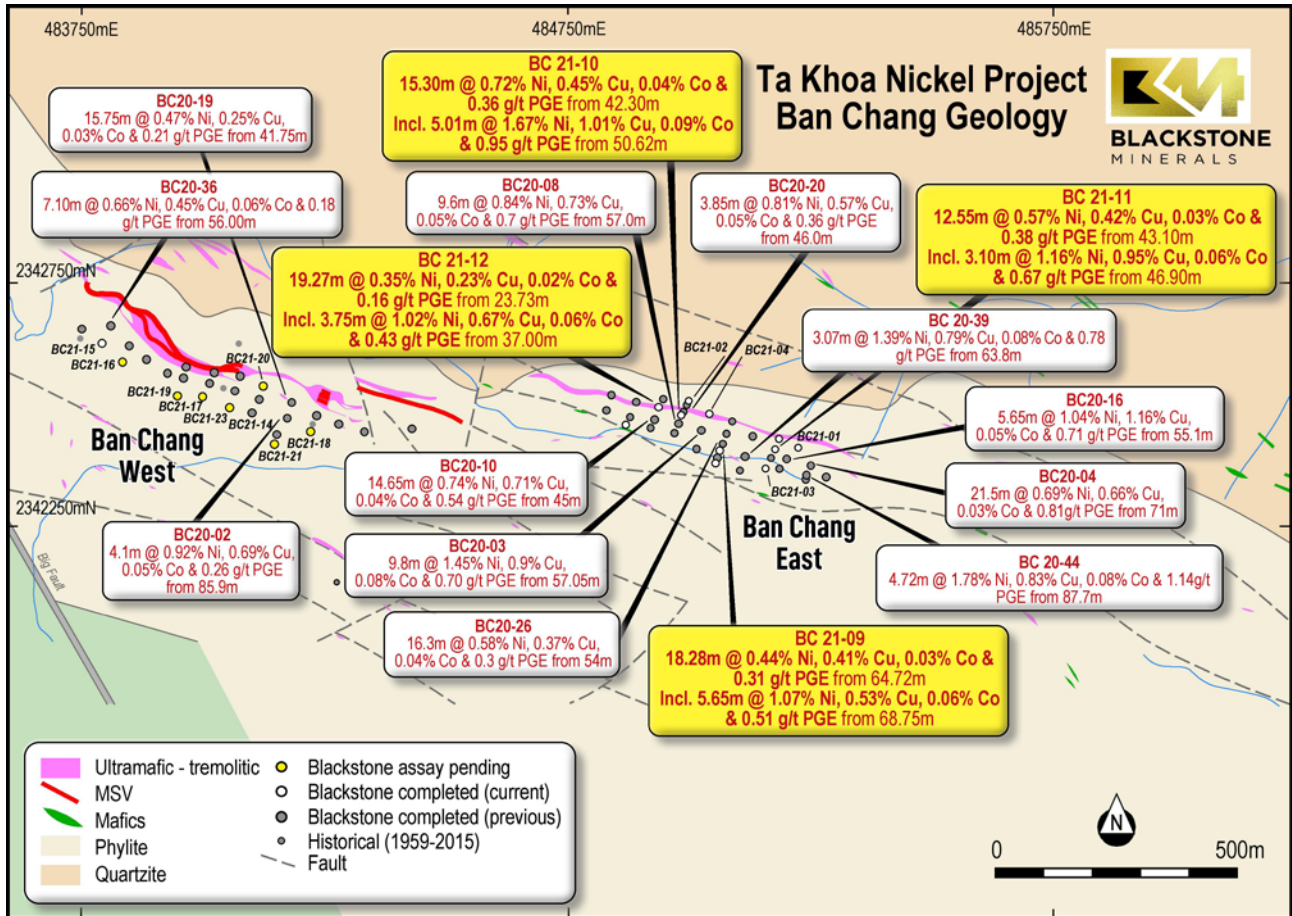 483750mE
484750mE
485750mE
Ta Khoa Nickel Project
Ban Chang Geology
BLACKSTONE
MINERALS
BC 21-10
15.30m @ 0.72% Ni, 0.45% Cu, 0.04% Co &
0.36 g/t PGE from 42.30m
Incl. 5.01m @ 1.67% Ni, 1.01% Cu, 0.09% Co
& 0.95 g/t PGE from 50.62m
BC20-19
15.75m @ 0.47% Ni, 0.25% Cu,
0.03% Co & 0.21 g/t PGE from 41.75m
BC20-36
7.10m @ 0.66% Ni, 0.45% Cu, 0.06% Co & 0.18
g/t PGE from 56.00m
BC20-08
9.6m @ 0.84% Ni, 0.73% Cu,
0.05% Co & 0.7 g/t PGE from 57.0m
BC20-20
3.85m @ 0.81% Ni, 0.57% Cu,
0.05% Co & 0.36 g/t PGE
from 46.0m
BC 21-11
12.55m @ 0.57% Ni, 0.42% Cu, 0.03% Co &
0.38 g/t PGE from 43.10m
Incl. 3.10m @ 1.16% Ni, 0.95% Cu, 0.06% Co
& 0.67 g/t PGE from 46.90m
BC 21-12
19.27m @ 0.35% Ni, 0.23% Cu, 0.02% Co &
0.16 g/t PGE from 23.73m
Incl. 3.75m @ 1.02% Ni, 0.67% Cu, 0.06% Co
& 0.43 g/t PGE from 37.00m
2342750mN
BC 20-39
3.07m @ 1.39% Ni, 0.79% Cu, 0.08% Co & 0.78
g/t PGE from 63.8m
BC21-02
BC21-04
BC21-15
BC21-16
BC21-20
BC21-19
BC21-17
BC21-23
BC21-14
BC21-18
BC21-21
Ban Chang
West
BC20-16
5.65m @ 1.04% Ni, 1.16% Cu,
0.05% Co & 0.71 g/t PGE from 55.1m
BC21-01
BC21-03
BC20-10
14.65m @ 0.74% Ni, 0.71% Cu,
0.04% Co & 0.54 g/t PGE from 45m
BC20-04
21.5m @ 0.69% Ni, 0.66% Cu,
0.03% Co & 0.81g/t PGE from 71m
2342250mN
Ban Chang
East
BC20-02
4.1m @ 0.92% Ni, 0.69% Cu,
0.05% Co & 0.26 g/t PGE
from 85.9m
BC20-03
9.8m @ 1.45% Ni, 0.9% Cu,
0.08% Co & 0.70 g/t PGE from 57.05m
BC 20-44
4.72m @ 1.78% Ni, 0.83% Cu, 0.08% Co & 1.14g/t
PGE from 87.7m
Big Fault
BC20-26
16.3m @ 0.58% Ni, 0.37% Cu,
0.04% Co & 0.3 g/t PGE from 54m
BC 21-09
18.28m @ 0.44% Ni, 0.41% Cu, 0.03% Co &
0.31 g/t PGE from 64.72m
Incl. 5.65m @ 1.07% Ni, 0.53% Cu, 0.06% Co
& 0.51 g/t PGE from 68.75m
Ultramafic - tremolitic
MSV
Mafics
Phylite
Quartzite
Blackstone assay pending
Blackstone completed (current)
Blackstone completed (previous)
Historical (1959-2015)
Fault
N
0 500m